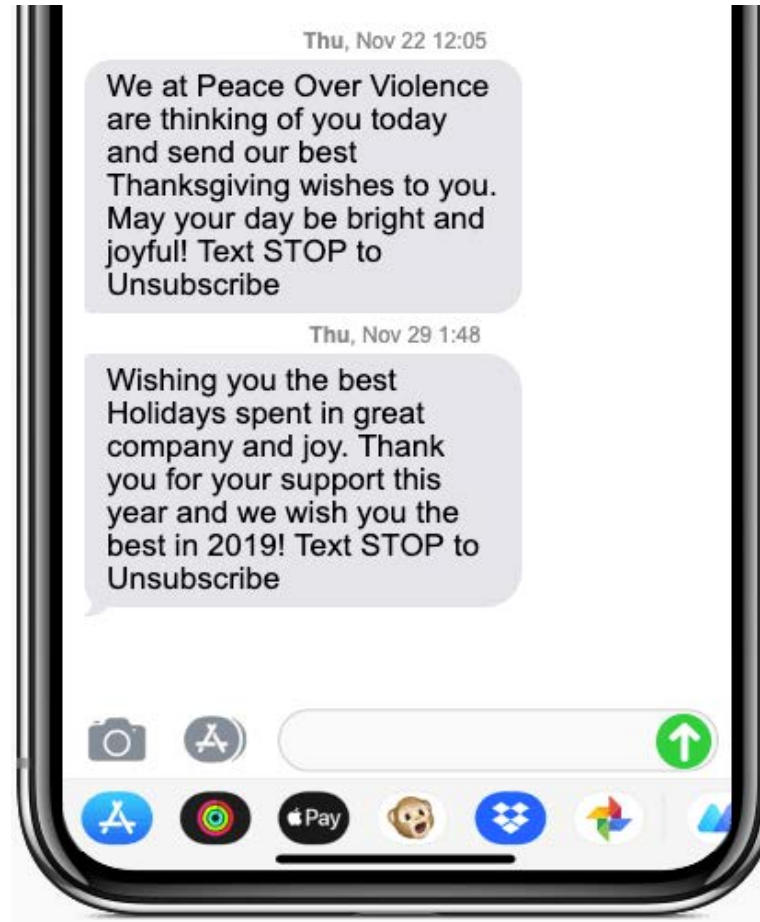 Thu, Nov 22 12:05
We at Peace Over Violence
are thinking of you today
and send our best
Thanksgiving wishes to you.
May your day be bright and
joyful! Text STOP to
Unsubscribe
Thu, Nov 29 1:48
Wishing you the best
Holidays spent in great
company and joy. Thank
you for your support this
year and we wish you the
best in 2019! Text STOP to
Unsubscribe
Pay